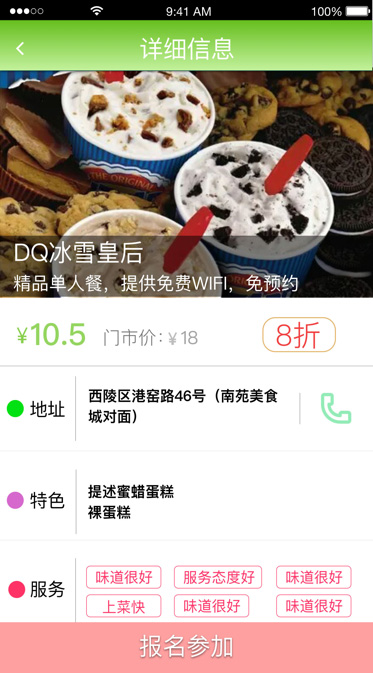 9:41 AM
100%
详细信息
THE ORIGINAL
DQ冰雪皇后
精品单人餐，提供免费WIFI，免预约
¥10.5 门市价：¥18 8折
地址
西陵区港窑路46号（南苑美食
城对面）
特色
提述蜜蜡蛋糕
裸蛋糕
服务
味道很好 服务态度好 味道很好
上菜快 味道很好 味道很好
报名参加